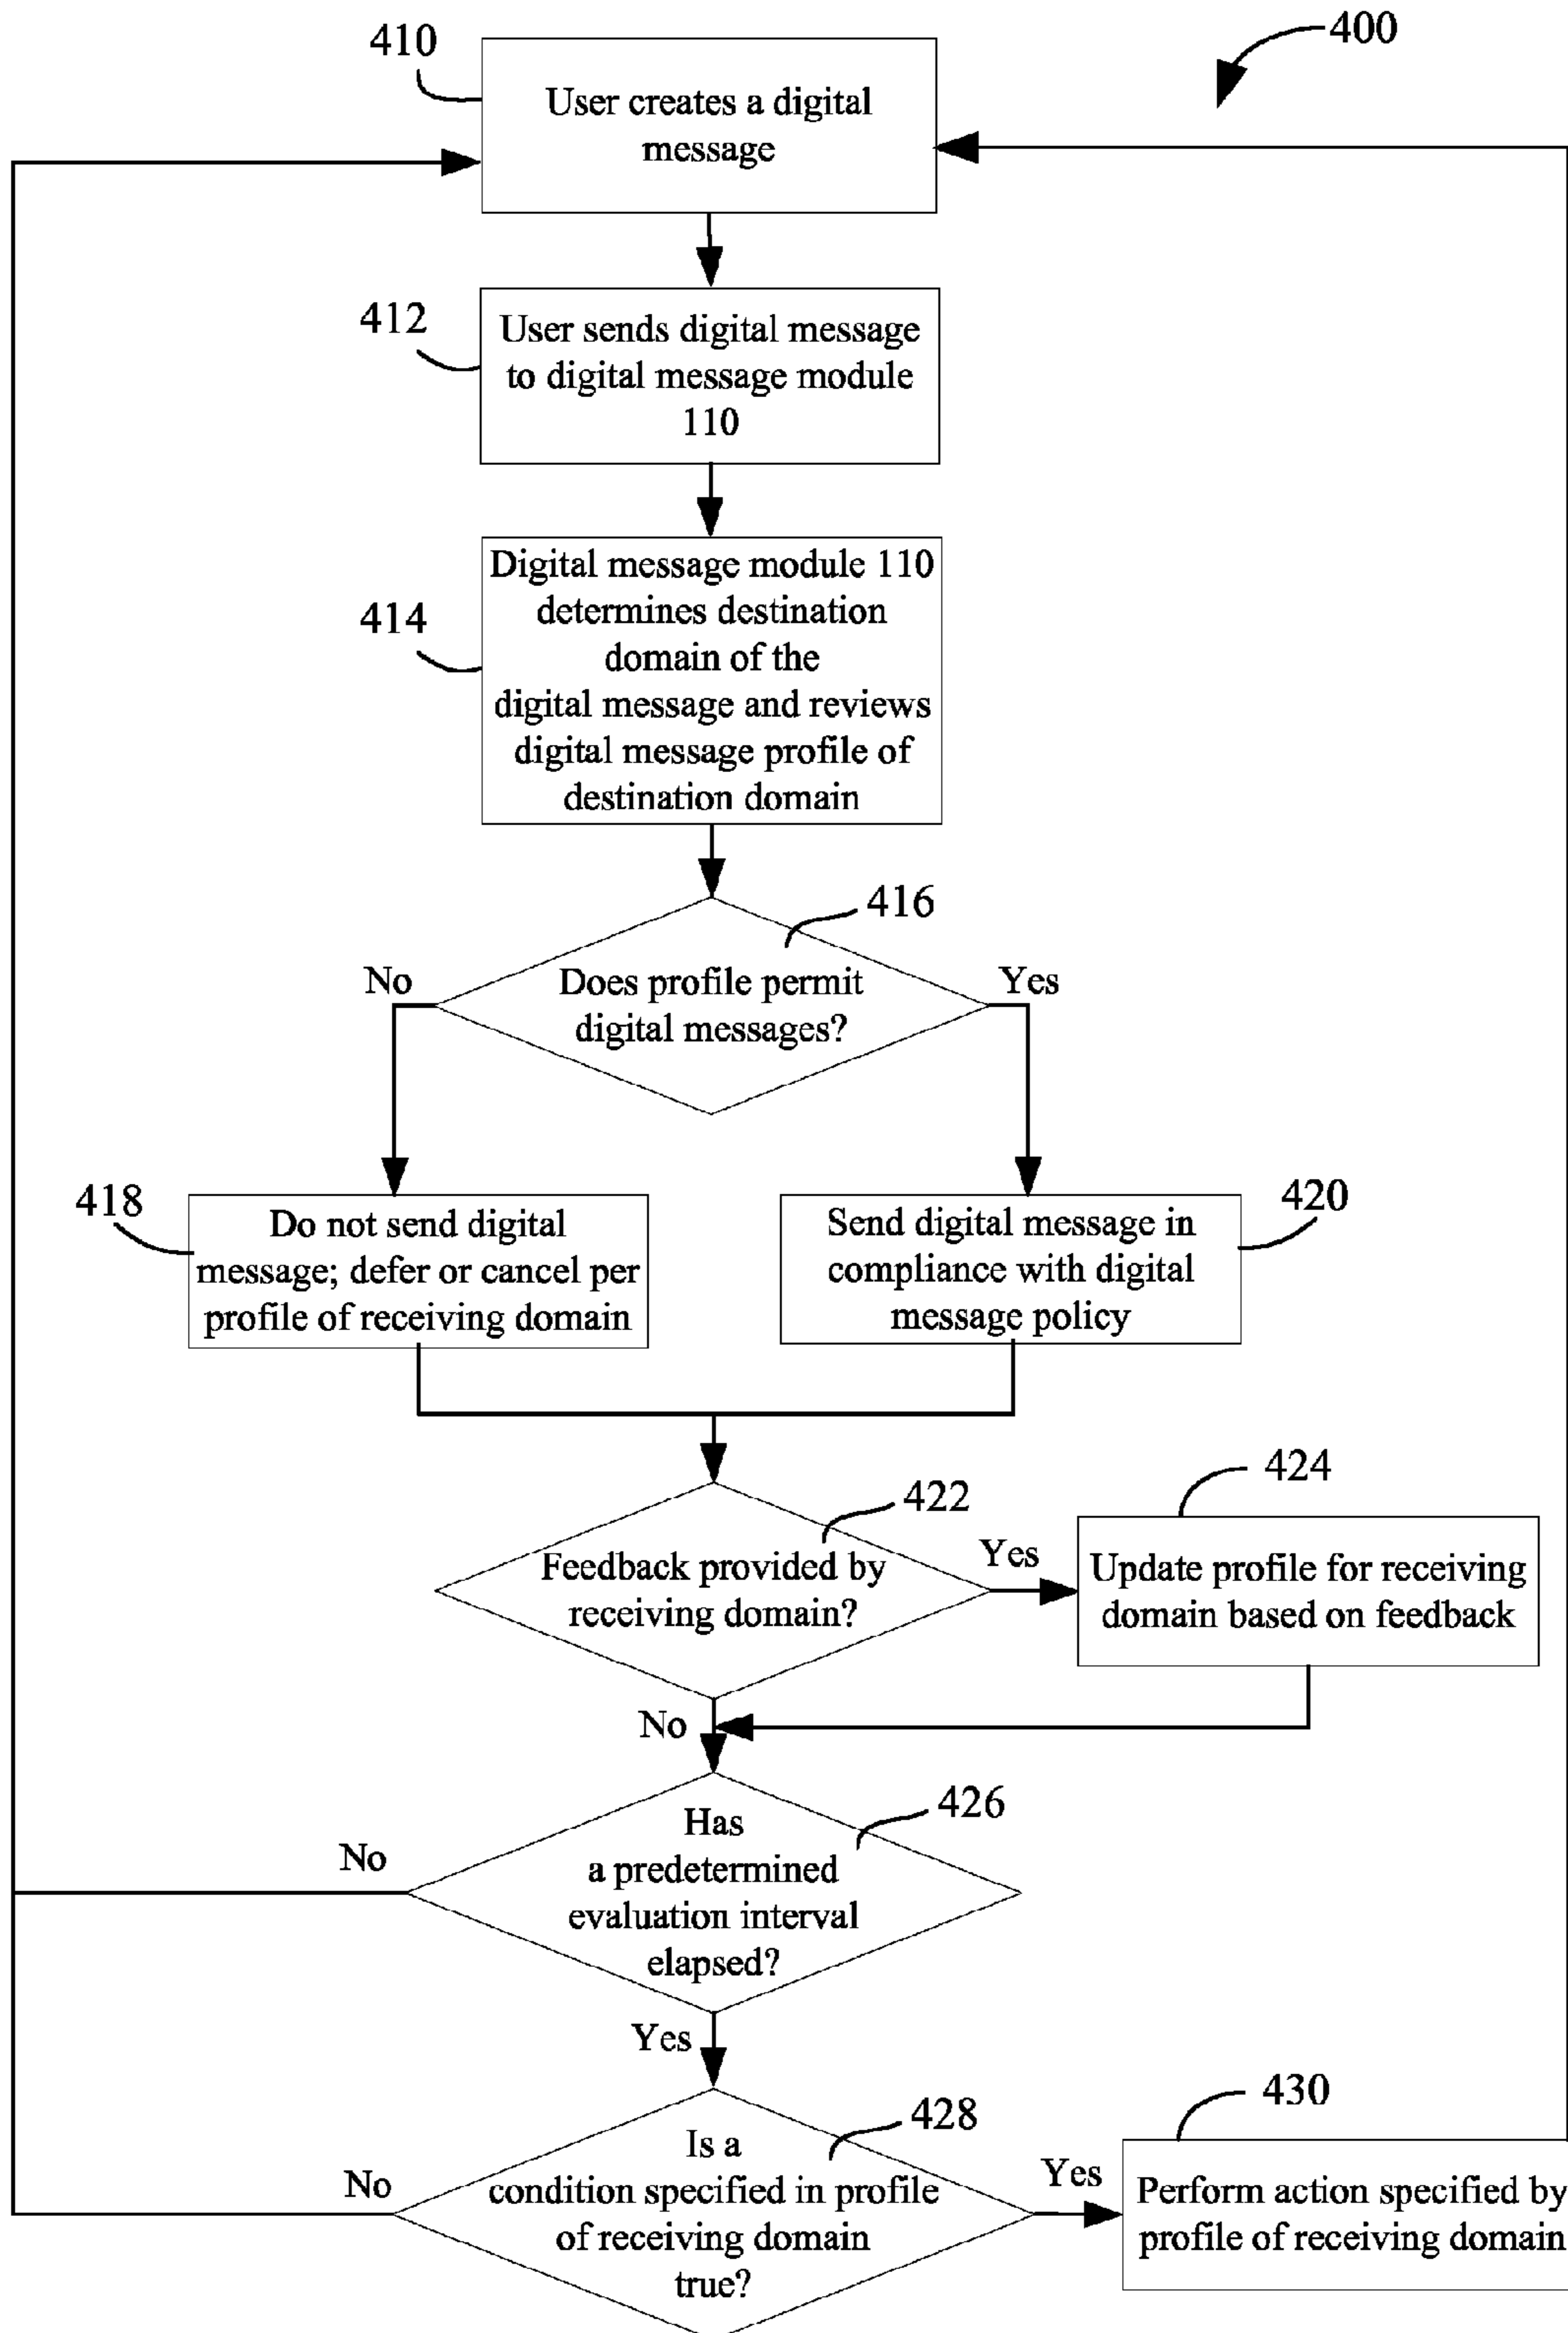 410
400
User creates a digital
message
412
User sends digital message
to digital message module
110
414
Digital message module 110
determines destination
domain of the
digital message and reviews
digital message profile of
destination domain
416
No
Does profile permit
digital messages?
Yes
418
Do not send digital
message; defer or cancel per
profile of receiving domain
420
Send digital message in
compliance with digital
message policy
422
Feedback provided by
receiving domain?
Yes
424
Update profile for receiving
domain based on feedback
No
426
Has
a predetermined
evaluation interval
elapsed?
No
Yes
428
Is a
condition specified in profile
of receiving domain
true?
No
Yes
430
Perform action specified by
profile of receiving domain